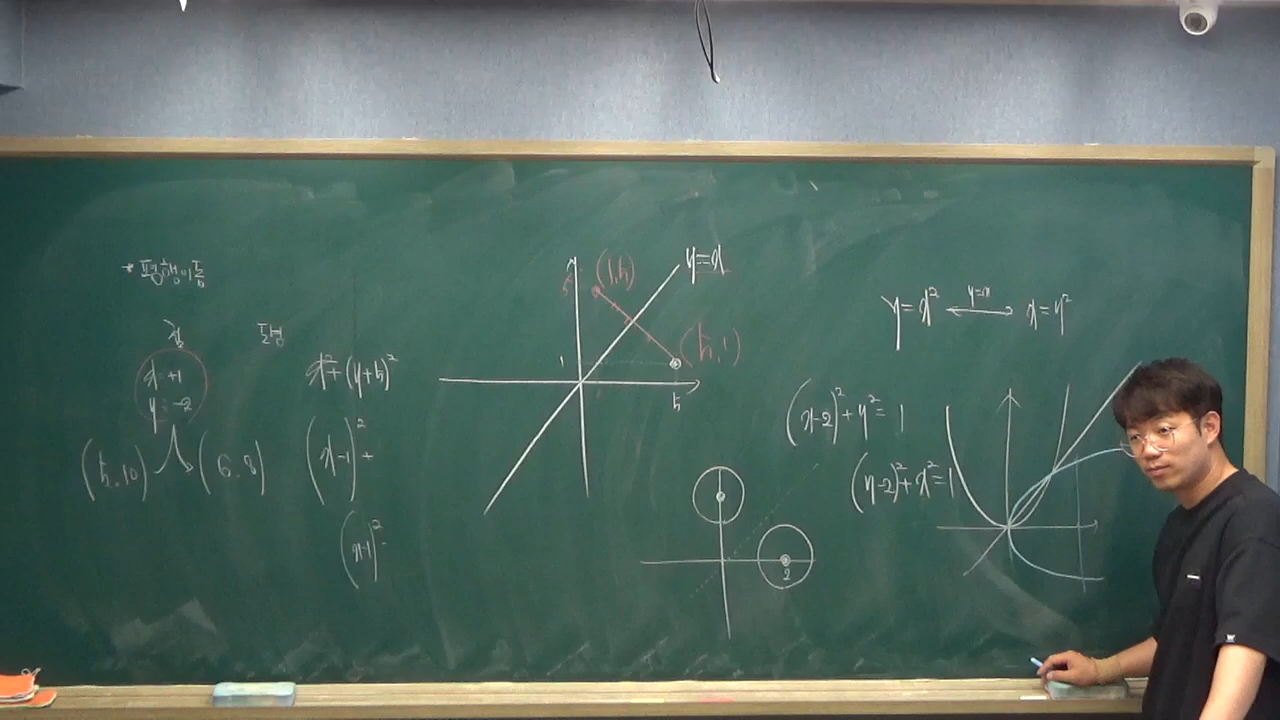 * 평행이동
점
도형
x = +1
y = -2
(5, 10)
(6, 8)
x² + (y+5)²
(x-1)² +
(x-1)² -
y=x
(1, 5)
5
(5, 1)
1
5
y = x² ⟷ x = y²
y=x
(x-2)² + y² = 1
(y-2)² + x² = 1
2